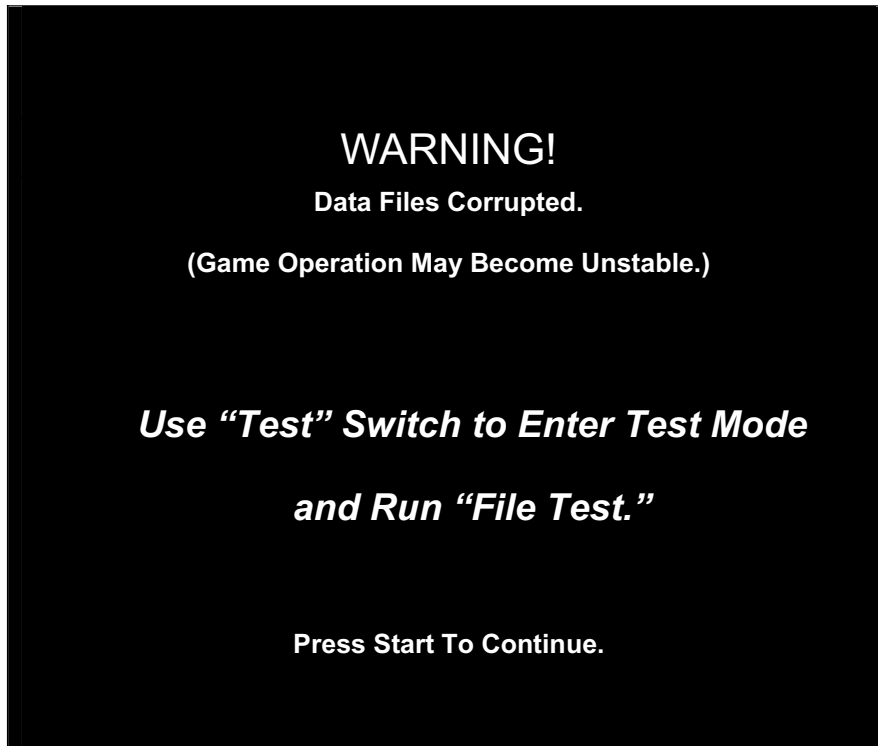 WARNING!
Data Files Corrupted.
(Game Operation May Become Unstable.)
Use “Test” Switch to Enter Test Mode
and Run “File Test.”
Press Start To Continue.